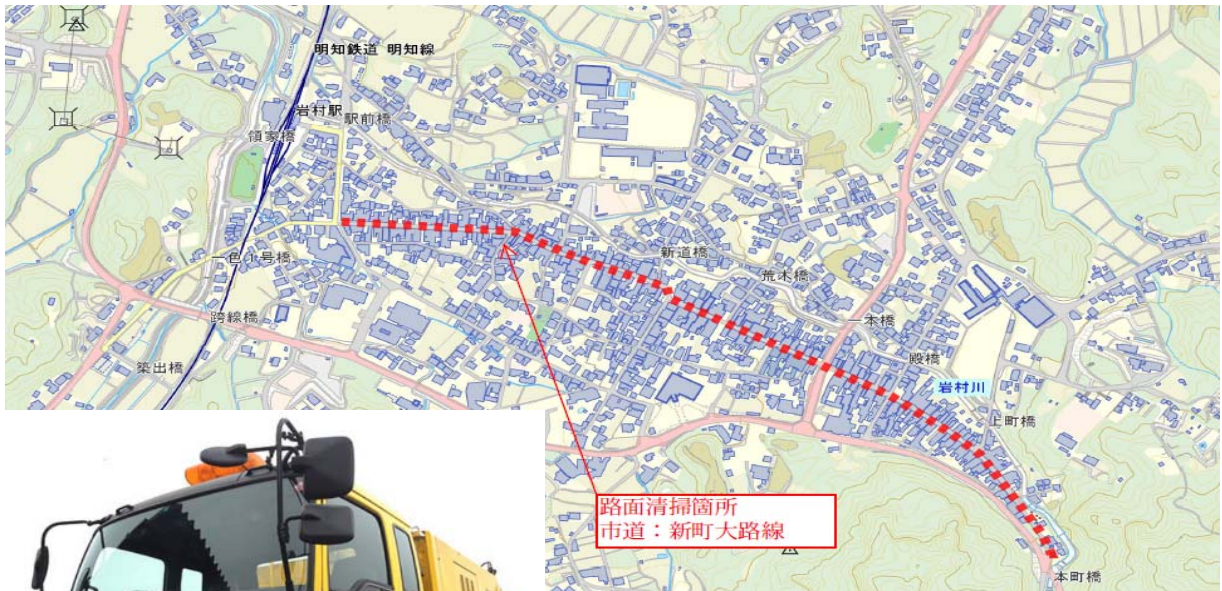 明知鉄道 明知線
岩村駅
駅前橋
領家橋
一色1号橋
跨線橋
築出橋
新道橋
荒木橋
一本橋
殿橋
岩村川
上町橋
路面清掃箇所
市道：新町大路線
本町橋